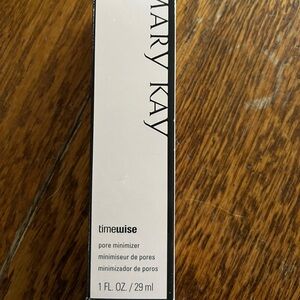 MARY KAY
timewise
pore minimizer
minimiseur de pores
minimizador de poros
1 FL. OZ. / 29 ml